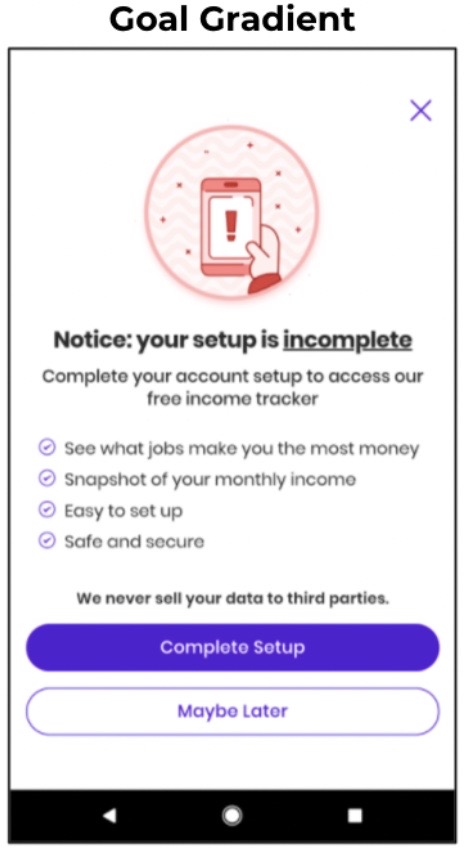 Goal Gradient
Notice: your setup is incomplete
Complete your account setup to access our
free income tracker
See what jobs make you the most money
Snapshot of your monthly income
Easy to set up
Safe and secure
We never sell your data to third parties.
Complete Setup
Maybe Later